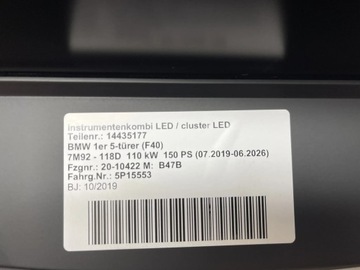 Instrumentenkombi LED / cluster LED
Teilenr.: 14435177
BMW 1er 5-türer (F40)
7M92 - 118D 110 kW 150 PS (07.2019-06.2026)
Fzgnr.: 20-10422 M: B47B
Fahrg.Nr.: 5P15553
BJ: 10/2019